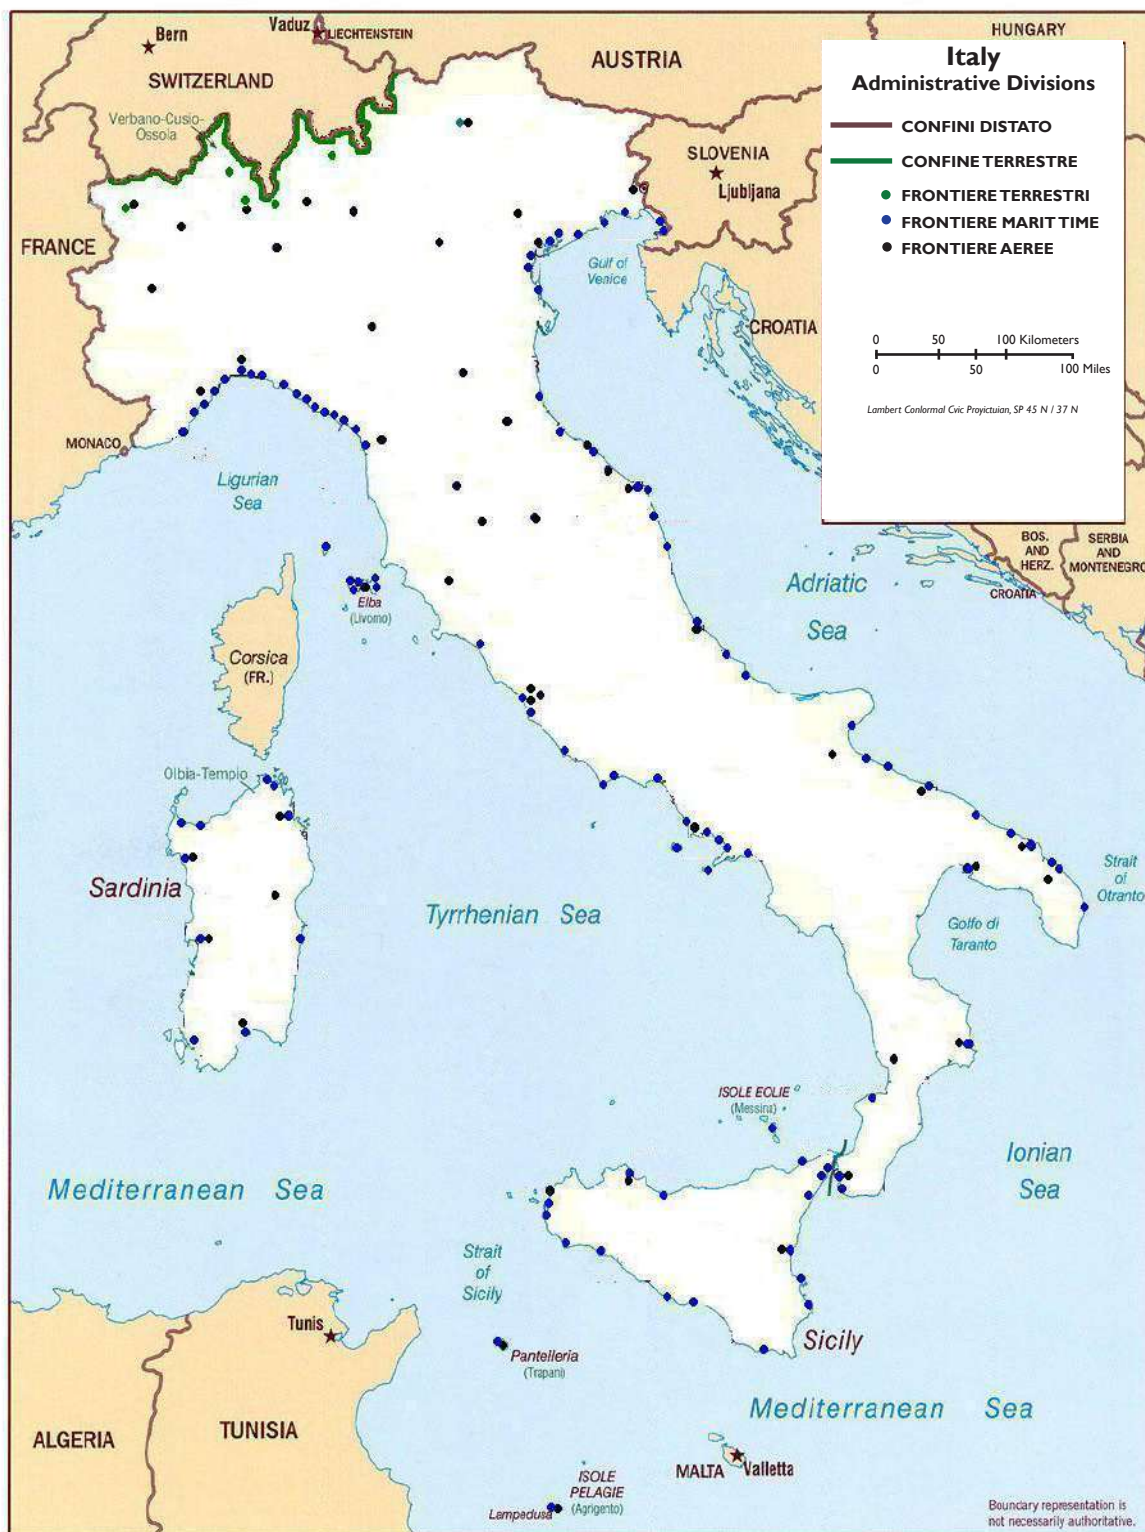 Bern
Vaduz
LIECHTENSTEIN
SWITZERLAND
AUSTRIA
HUNGARY
Italy
Administrative Divisions
CONFINI DISTATO
CONFINE TERRESTRE
FRONTIERE TERRESTRI
FRONTIERE MARIT TIME
FRONTIERE AEREE
0 50 100 Kilometers
0 50 100 Miles
Lambert Conlormal Cvic Proyictuian, SP 45 N / 37 N
Verbano-Cusio-
Ossola
SLOVENIA
Ljubljana
FRANCE
Gulf of
Venice
CROATIA
MONACO
Ligurian
Sea
BOS.
AND
HERZ.
SERBIA
AND
MONTENEGRO
CROATIA
Adriatic
Sea
Elba
(Livorno)
Corsica
(FR.)
Olbia-Tempio
Sardinia
Tyrrhenian Sea
Strait
of
Otranto
Golfo di
Taranto
ISOLE EOLIE
(Messina)
Ionian
Sea
Mediterranean Sea
Strait
of
Sicily
Tunis
Sicily
Pantelleria
(Trapani)
Mediterranean Sea
ALGERIA
TUNISIA
MALTA
Valletta
ISOLE
PELAGIE
(Agrigento)
Lampedusa
Boundary representation is
not necessarily authoritative.